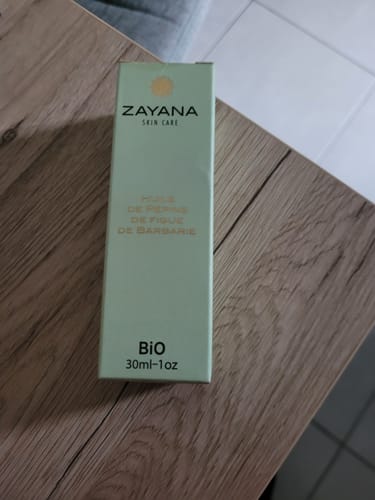 ZAYANA
SKIN CARE
HUILE
DE PÉPINS
DE FIGUE
DE BARBARIE
BiO
30ml-1oz